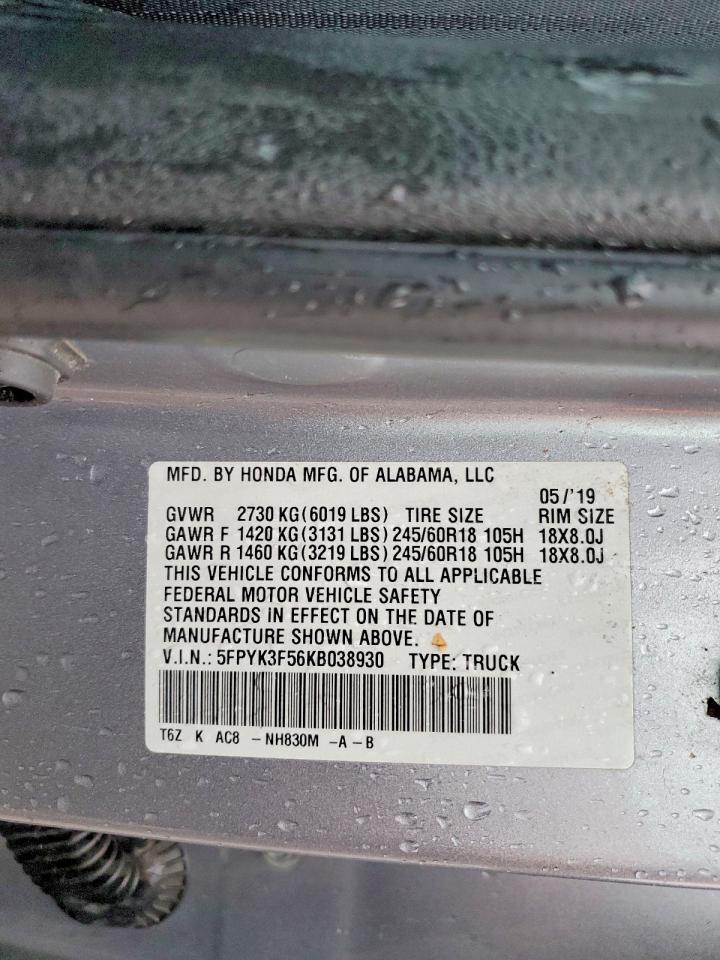 MFD. BY HONDA MFG. OF ALABAMA, LLC
05/'19
GVWR 2730 KG(6019 LBS) TIRE SIZE RIM SIZE
GAWR F 1420 KG(3131 LBS) 245/60R18 105H 18X8.0J
GAWR R 1460 KG(3219 LBS) 245/60R18 105H 18X8.0J
THIS VEHICLE CONFORMS TO ALL APPLICABLE
FEDERAL MOTOR VEHICLE SAFETY
STANDARDS IN EFFECT ON THE DATE OF
MANUFACTURE SHOWN ABOVE.
V.I.N.: 5FPYK3F56KB038930 TYPE: TRUCK
T6Z K AC8 -NH830M -A-B